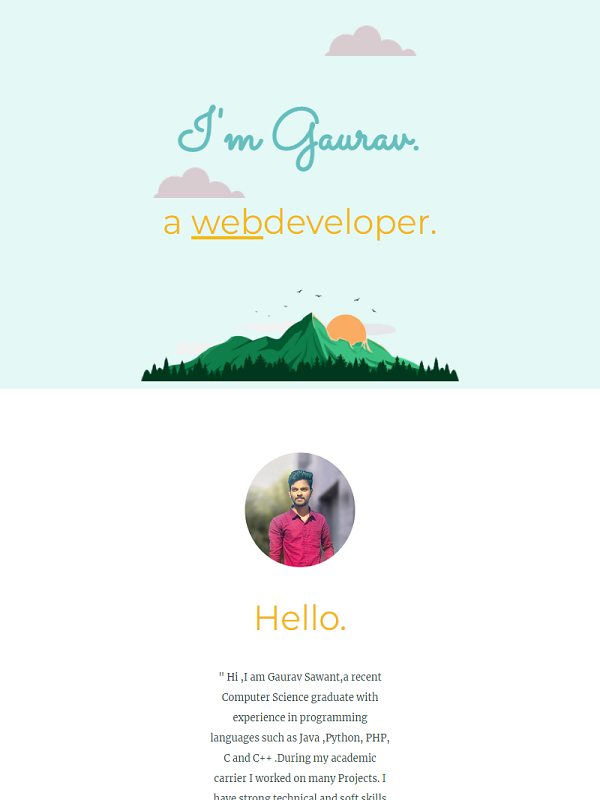 I'm Gaurav.
a webdeveloper.
Hello.
" Hi ,I am Gaurav Sawant,a recent
Computer Science graduate with
experience in programming
languages such as Java ,Python, PHP,
C and C++ .During my academic
carrier I worked on many Projects. I
have strong technical and soft skills